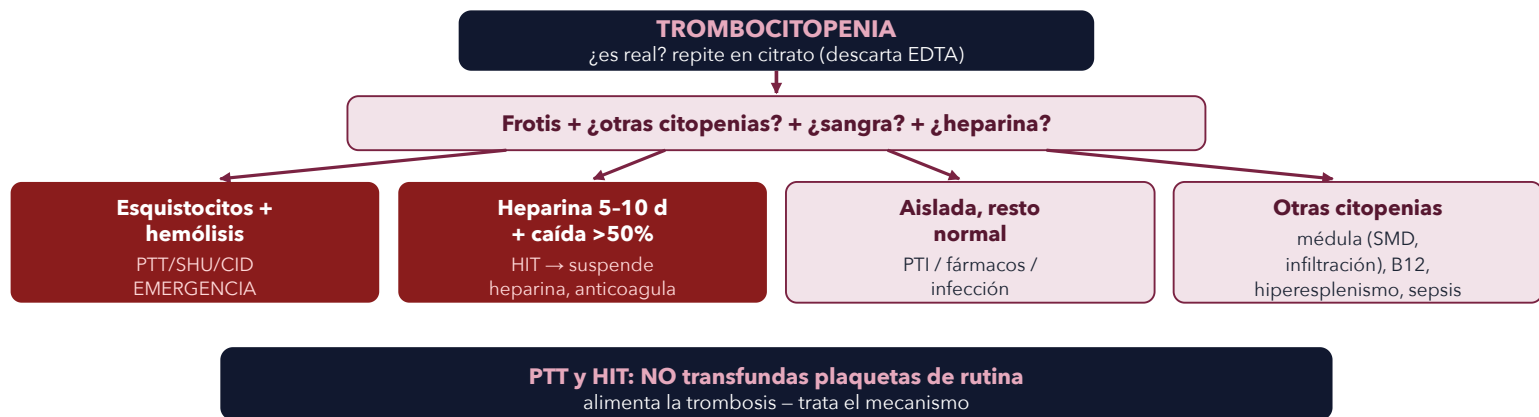 TROMBOCITOPENIA
¿es real? repite en citrato (descarta EDTA)
Frotis + ¿otras citopenias? + ¿sangra? + ¿heparina?
Esquistocitos +
hemólisis
PTT/SHU/CID
EMERGENCIA
Heparina 5–10 d
+ caída >50%
HIT → suspende
heparina, anticoagula
Aislada, resto
normal
PTI / fármacos /
infección
Otras citopenias
médula (SMD,
infiltración), B12,
hiperesplenismo, sepsis
PTT y HIT: NO transfundas plaquetas de rutina
alimenta la trombosis — trata el mecanismo